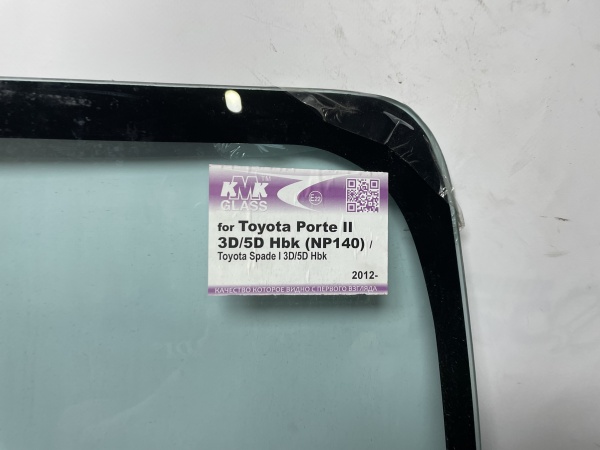 KMK™
GLASS
for Toyota Porte II
3D/5D Hbk (NP140) /
Toyota Spade I 3D/5D Hbk
2012-
КАЧЕСТВО КОТОРОЕ ВИДНО С ПЕРВОГО ВЗГЛЯДА